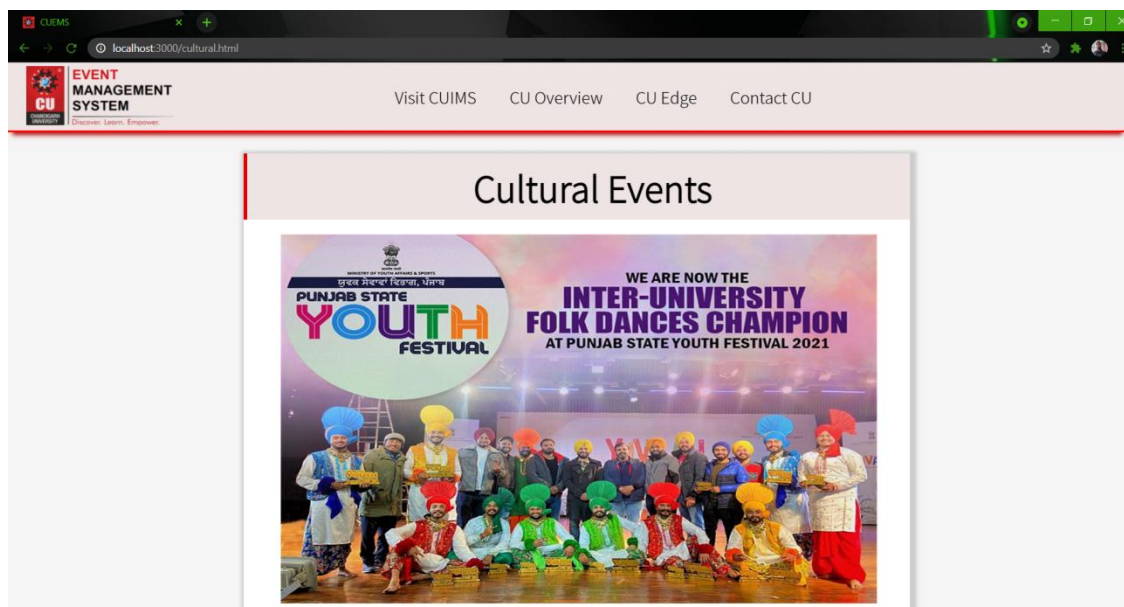 CUEMS
localhost:3000/cultural.html
EVENT
MANAGEMENT
SYSTEM
CU
CHANDIGARH
UNIVERSITY
Discover. Learn. Empower.
Visit CUIMS CU Overview CU Edge Contact CU
Cultural Events
MINISTRY OF YOUTH AFFAIRS & SPORTS
ਯੁਵਕ ਸੇਵਾਵਾਂ ਵਿਭਾਗ, ਪੰਜਾਬ
PUNJAB STATE
YOUTH
FESTIVAL
WE ARE NOW THE
INTER-UNIVERSITY
FOLK DANCES CHAMPION
AT PUNJAB STATE YOUTH FESTIVAL 2021